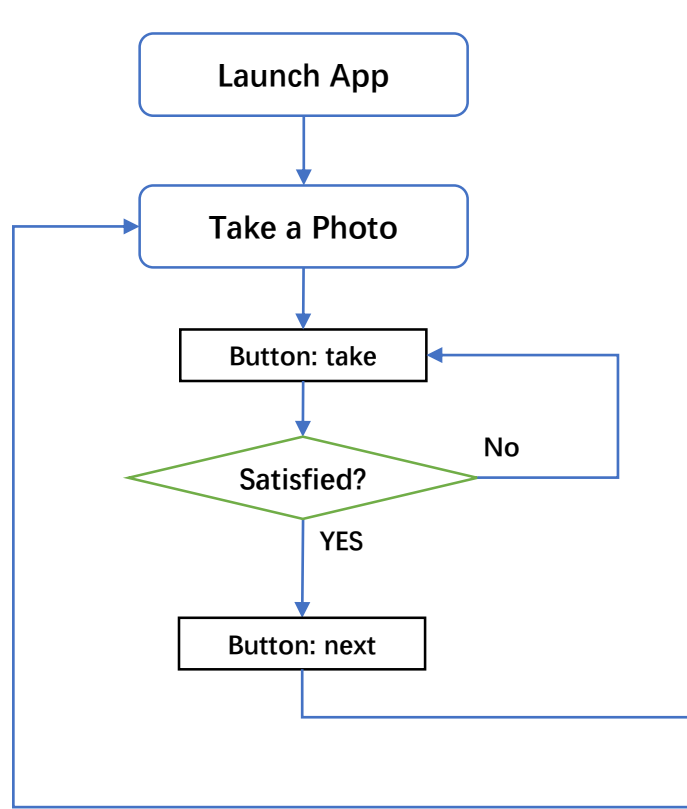 Launch App
Take a Photo
Button: take
No
Satisfied?
YES
Button: next